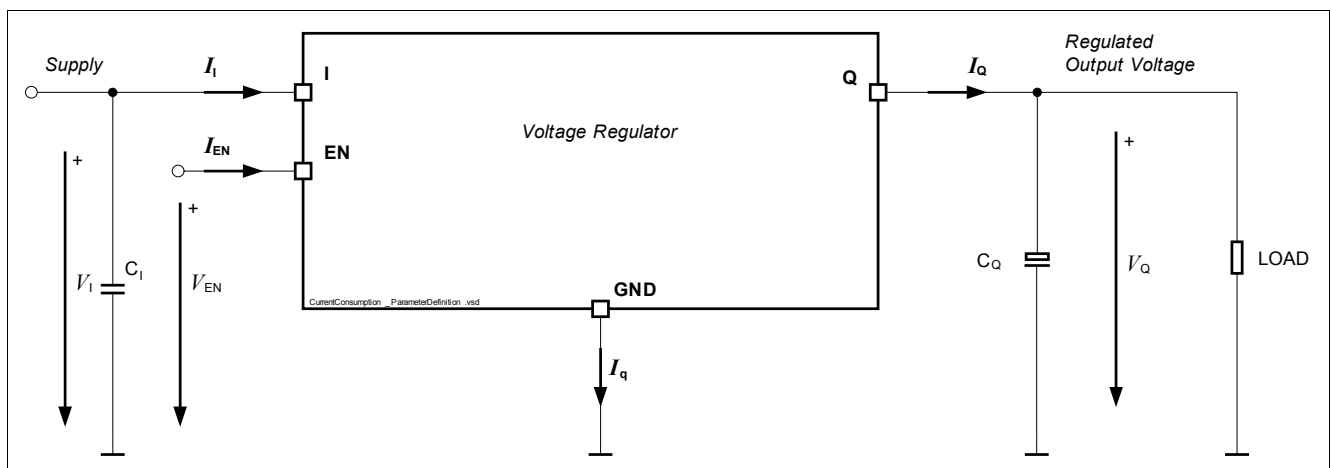 Supply
I_I
I
I_EN
EN
Voltage Regulator
Q
I_Q
Regulated
Output Voltage
+
+
+
V_I
C_I
V_EN
C_Q
V_Q
LOAD
CurrentConsumption _ParameterDefinition .vsd
GND
I_q